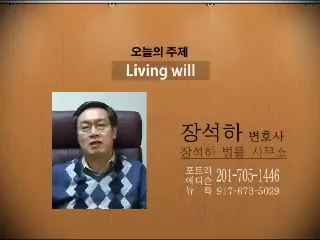 오늘의 주제
Living will
장석하 변호사
장석하 법률 사무소
포트리
에디슨 201-705-1446
뉴 욕 917-673-5029